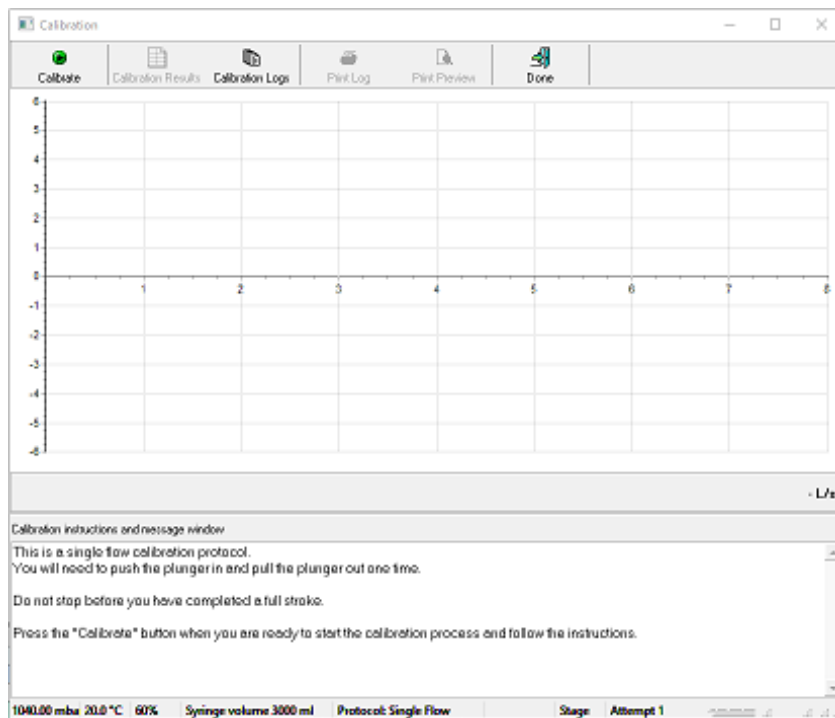 Calibration
Calibrate Calibration Results Calibration Logs Print Log Print Preview Done
6
5
4
3
2
1
0
1 2 3 4 5 6 7 8
-1
-2
-3
-4
-5
-6
- L/s
Calibration instructions and message window
This is a single flow calibration protocol.
You will need to push the plunger in and pull the plunger out one time.
Do not stop before you have completed a full stroke.
Press the "Calibrate" button when you are ready to start the calibration process and follow the instructions.
1040.00 mba 20.0 °C 60% Syringe volume 3000 ml Protocol: Single Flow Stage Attempt 1